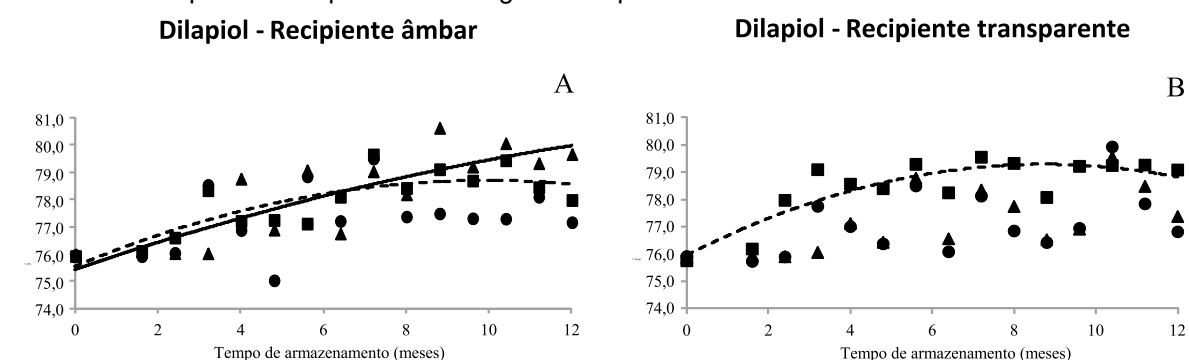 Dilapiol - Recipiente âmbar
A
81,0
80,0
79,0
78,0
77,0
76,0
75,0
74,0
0 2 4 6 8 10 12
Tempo de armazenamento (meses)
Dilapiol - Recipiente transparente
B
81,0
80,0
79,0
78,0
77,0
76,0
75,0
74,0
0 2 4 6 8 10 12
Tempo de armazenamento (meses)